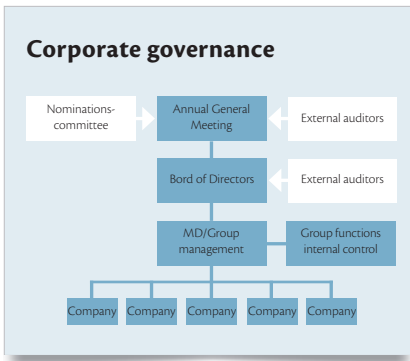 Corporate governance
Nominations-
committee
Annual General
Meeting
External auditors
Bord of Directors
External auditors
MD/Group
management
Group functions
internal control
Company
Company
Company
Company
Company